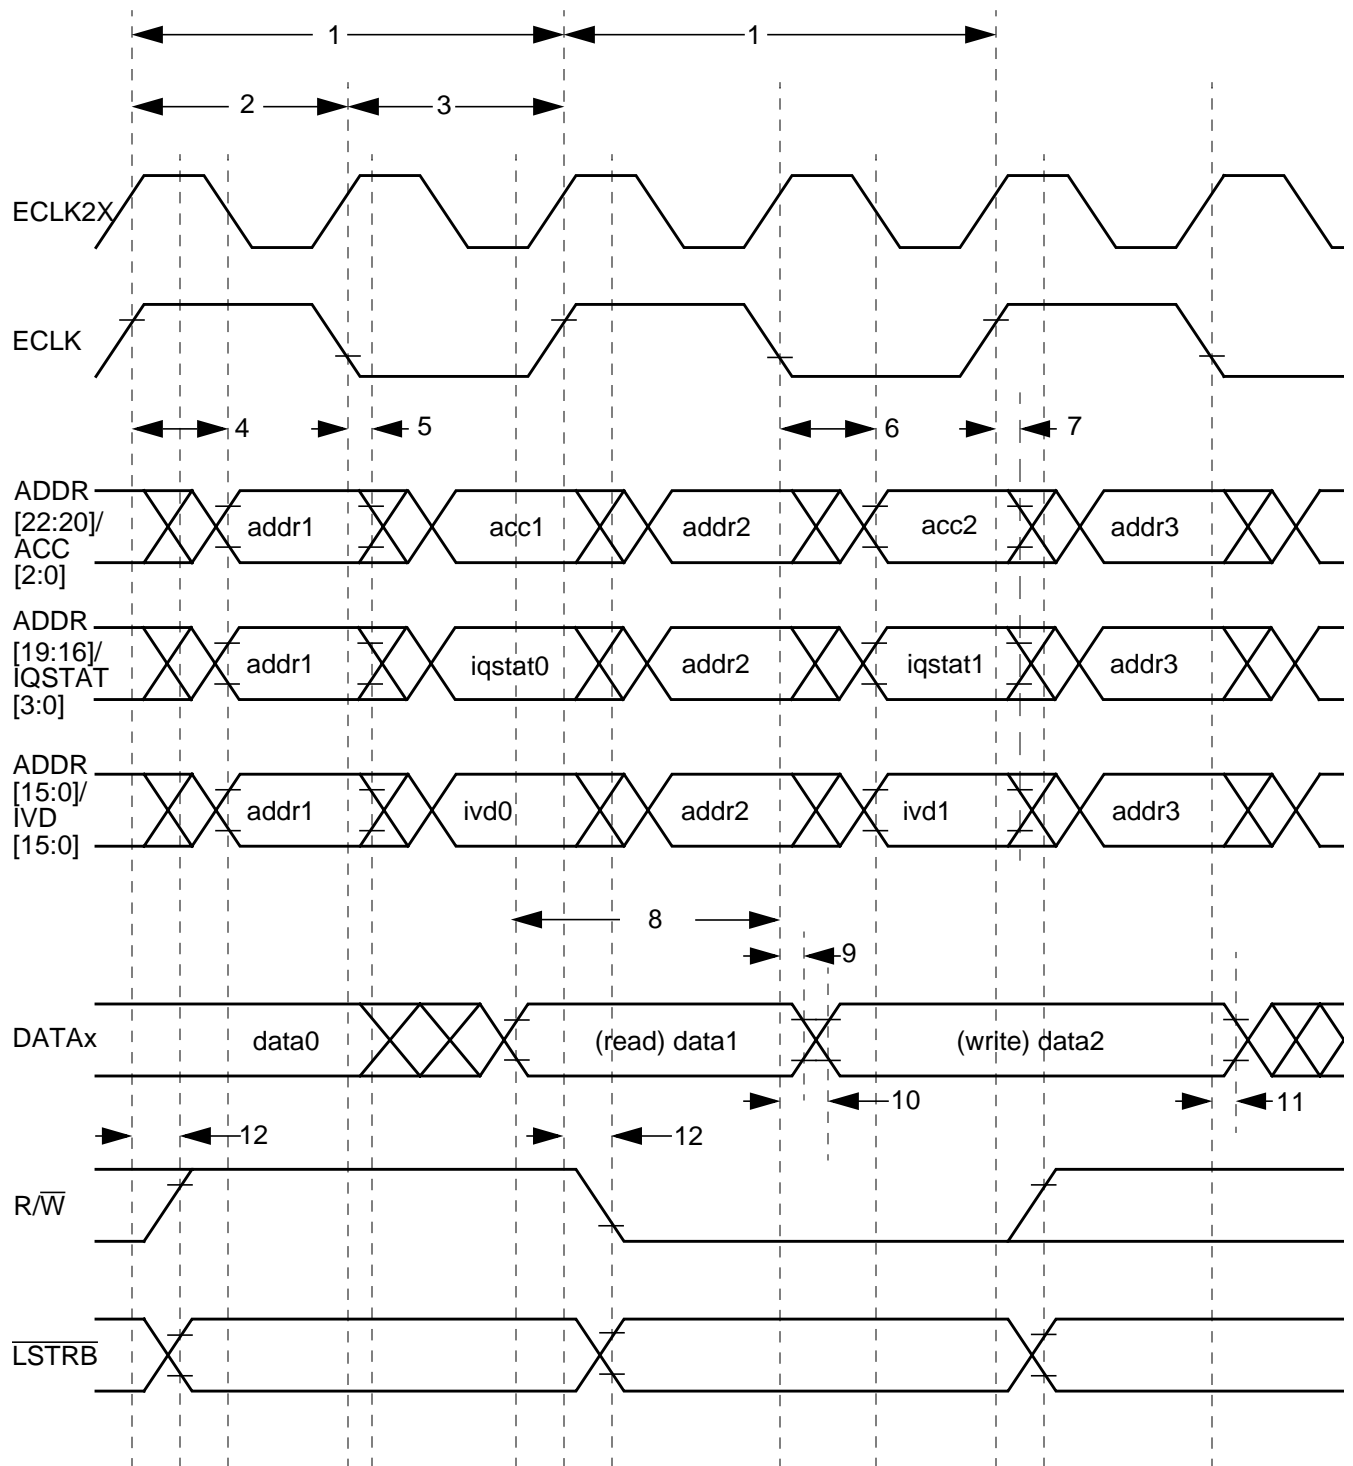 1 1
2 3
ECLK2X
ECLK
4 5 6 7
ADDR
[22:20]/
ACC
[2:0]
addr1 acc1 addr2 acc2 addr3
ADDR
[19:16]/
IQSTAT
[3:0]
addr1 iqstat0 addr2 iqstat1 addr3
ADDR
[15:0]/
IVD
[15:0]
addr1 ivd0 addr2 ivd1 addr3
8
9
DATAx data0 (read) data1 (write) data2
10 11
12 12
R/W̅
L̅S̅T̅R̅B̅